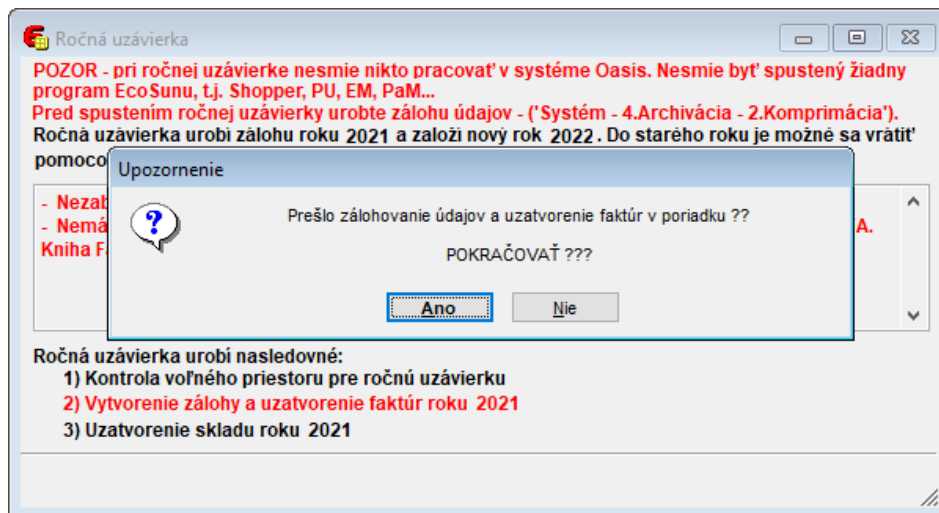 Ročná uzávierka
POZOR - pri ročnej uzávierke nesmie nikto pracovať v systéme Oasis. Nesmie byť spustený žiadny
program EcoSunu, t.j. Shopper, PU, EM, PaM...
Pred spustením ročnej uzávierky urobte zálohu údajov - ('Systém - 4.Archivácia - 2.Komprimácia').
Ročná uzávierka urobí zálohu roku 2021 a založí nový rok 2022. Do starého roku je možné sa vrátiť
Upozornenie
- Nemá
A.
Prešlo zálohovanie údajov a uzatvorenie faktúr v poriadku ??
POKRAČOVAŤ ???
Kniha
Ano
Nie
Ročná uzávierka urobí nasledovné:
1) Kontrola voľného priestoru pre ročnú uzávierku
2) Vytvorenie zálohy a uzatvorenie faktúr roku 2021
3) Uzatvorenie skladu roku 2021